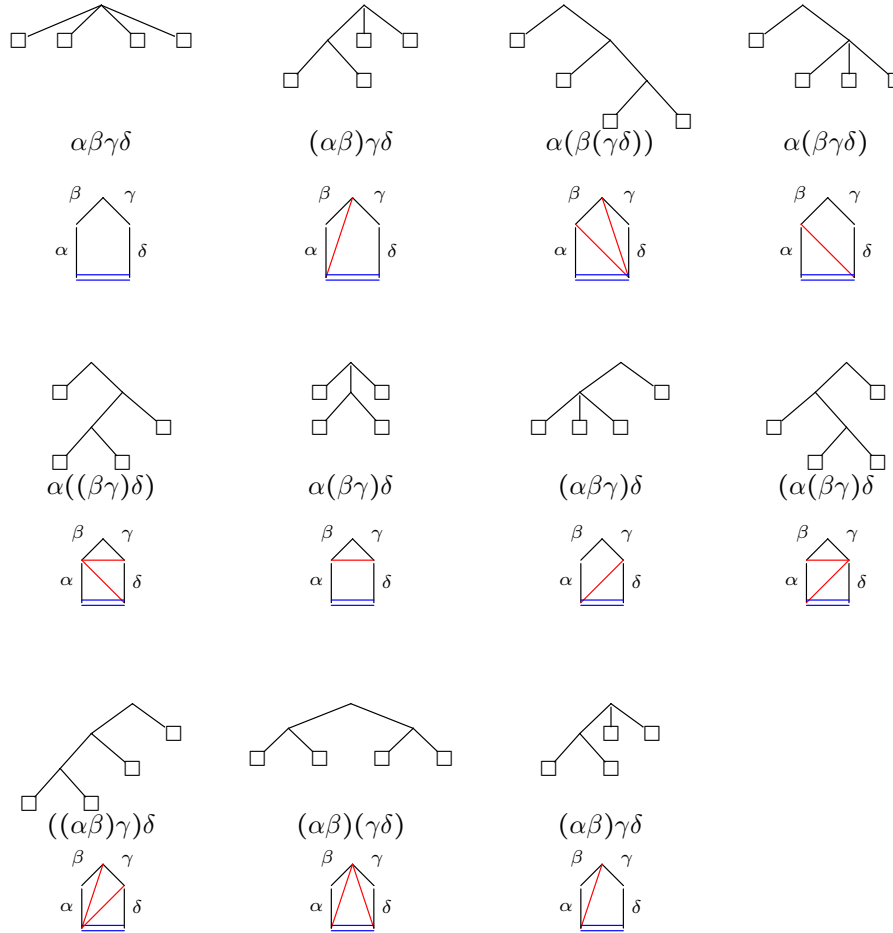 αβγδ (αβ)γδ α(β(γδ)) α(βγδ)
β γ β γ β γ β γ
α δ α δ α δ α δ
α((βγ)δ) α(βγ)δ (αβγ)δ (α(βγ)δ
β γ β γ β γ β γ
α δ α δ α δ α δ
((αβ)γ)δ (αβ)(γδ) (αβ)γδ
β γ β γ β γ
α δ α δ α δ